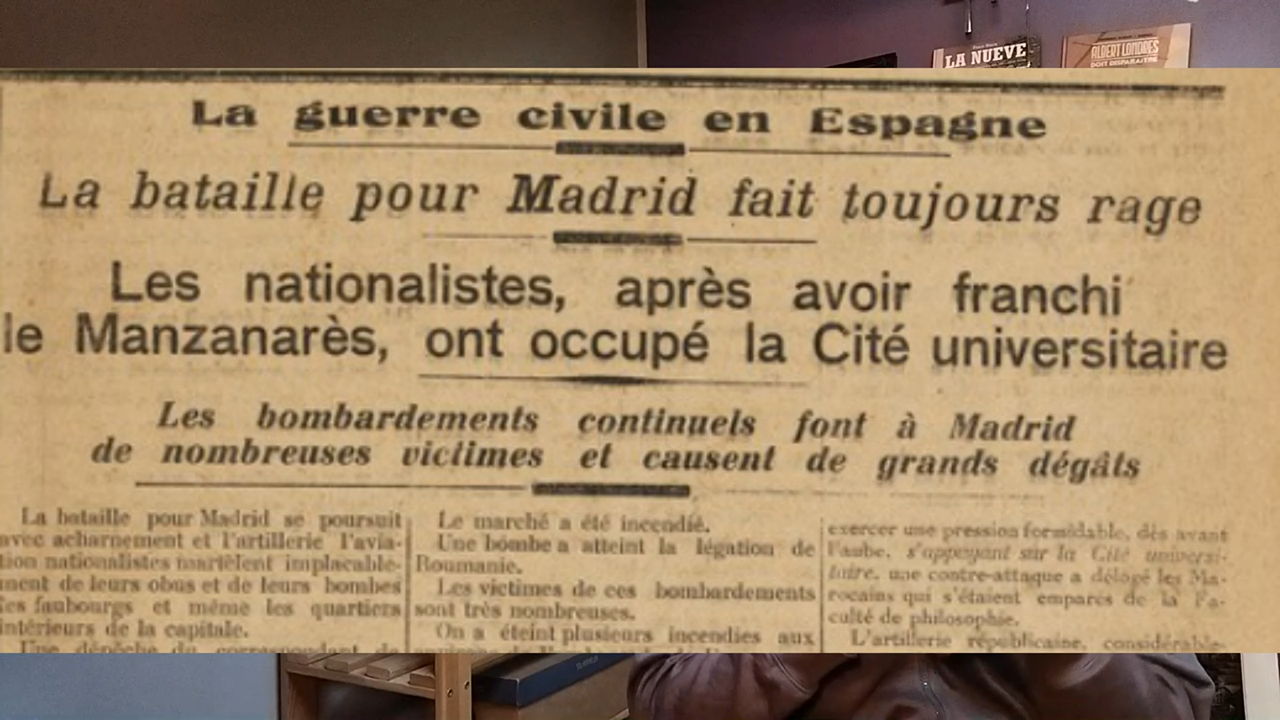 LA NUEVE
ALBERT LONDRES
DOIT DISPARAITRE
La guerre civile en Espagne
La bataille pour Madrid fait toujours rage
Les nationalistes, après avoir franchi
le Manzanarès, ont occupé la Cité universitaire
Les bombardements continuels font à Madrid
de nombreuses victimes et causent de grands dégâts
La bataille pour Madrid se poursuit
avec acharnement et l'artillerie l'avia-
tion nationalistes martèlent implacable-
ment de leurs obus et de leurs bombes
les faubourgs et même les quartiers
intérieurs de la capitale.
Une dépêche du correspondant de
Le marché a été incendié.
Une bombe a atteint la légation de
Roumanie.
Les victimes de ces bombardements
sont très nombreuses.
On a éteint plusieurs incendies aux
exercer une pression formidable, dès avant
l'aube, s'appuyant sur la Cité universi-
taire, une contre-attaque a délogé les Ma-
rocains qui s'étaient emparés de la Fa-
culté de philosophie.
L'artillerie républicaine, considérable-